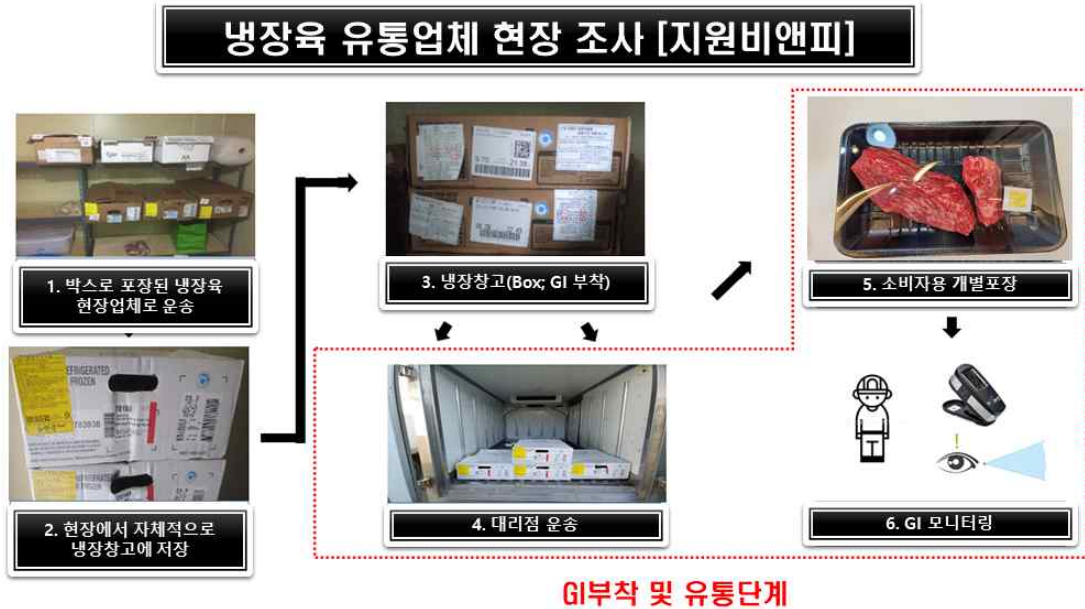 냉장육 유통업체 현장 조사 [지원비앤피]
1. 박스로 포장된 냉장육
현장업체로 운송
2. 현장에서 자체적으로
냉장창고에 저장
REFRIGERATED
FROZEN
3. 냉장창고(Box; GI 부착)
4. 대리점 운송
5. 소비자용 개별포장
6. GI 모니터링
GI부착 및 유통단계